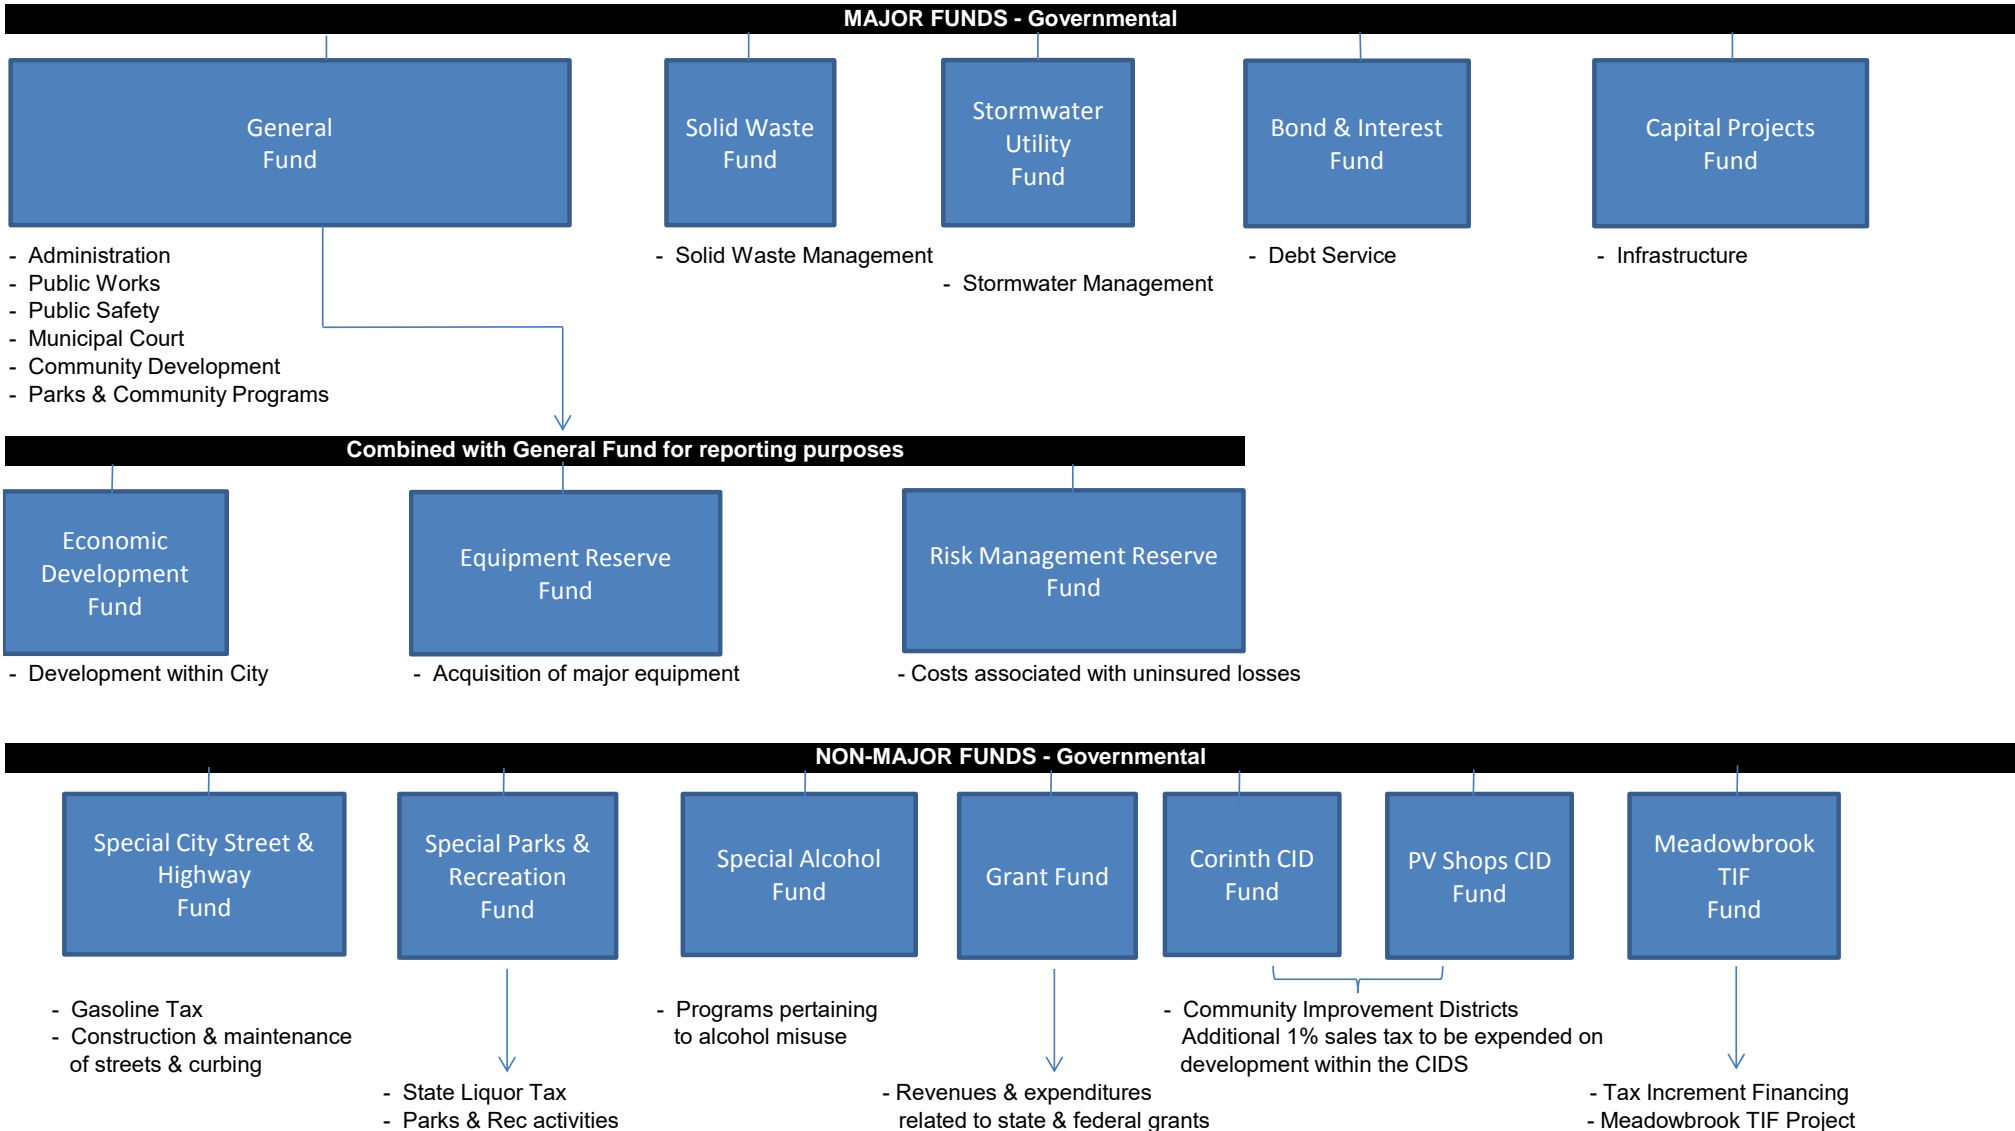 MAJOR FUNDS - Governmental
General
Fund
Solid Waste
Fund
Stormwater
Utility
Fund
Bond & Interest
Fund
Capital Projects
Fund
- Administration
- Public Works
- Public Safety
- Municipal Court
- Community Development
- Parks & Community Programs
- Solid Waste Management
- Stormwater Management
- Debt Service
- Infrastructure
Combined with General Fund for reporting purposes
Economic
Development
Fund
Equipment Reserve
Fund
Risk Management Reserve
Fund
- Development within City
- Acquisition of major equipment
- Costs associated with uninsured losses
NON-MAJOR FUNDS - Governmental
Special City Street &
Highway
Fund
Special Parks &
Recreation
Fund
Special Alcohol
Fund
Grant Fund
Corinth CID
Fund
PV Shops CID
Fund
Meadowbrook
TIF
Fund
- Gasoline Tax
- Construction & maintenance
of streets & curbing
- State Liquor Tax
- Parks & Rec activities
- Programs pertaining
to alcohol misuse
- Revenues & expenditures
related to state & federal grants
- Community Improvement Districts
Additional 1% sales tax to be expended on
development within the CIDS
- Tax Increment Financing
- Meadowbrook TIF Project